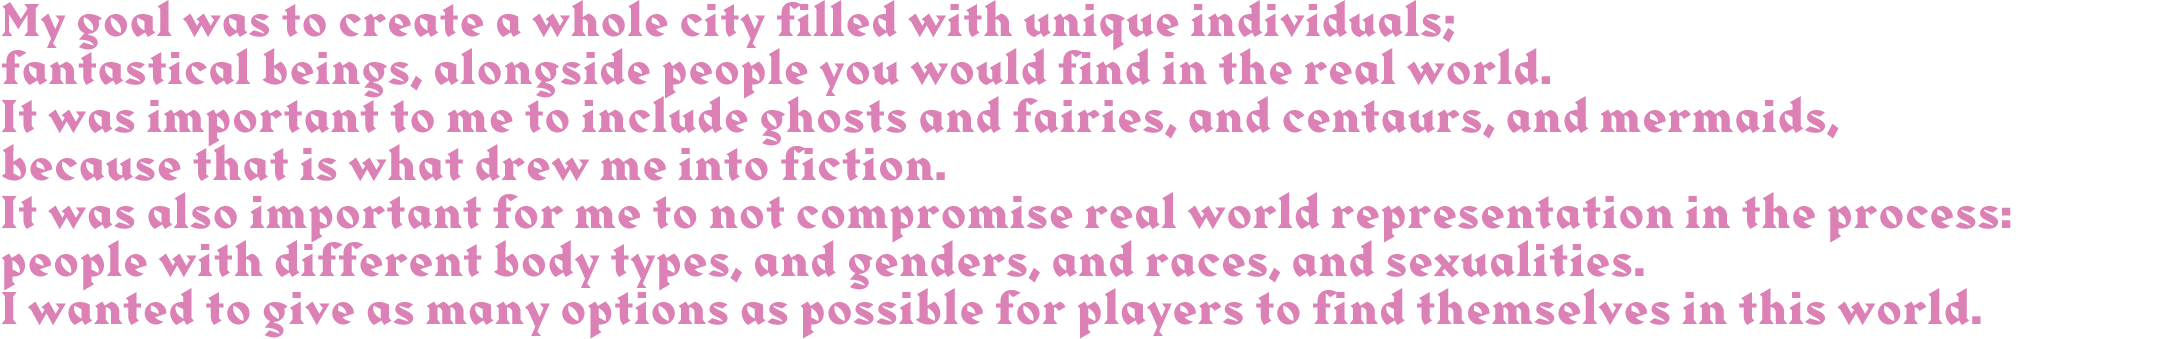 My goal was to create a whole city filled with unique individuals;
fantastical beings, alongside people you would find in the real world.
It was important to me to include ghosts and fairies, and centaurs, and mermaids,
because that is what drew me into fiction.
It was also important for me to not compromise real world representation in the process:
people with different body types, and genders, and races, and sexualities.
I wanted to give as many options as possible for players to find themselves in this world.